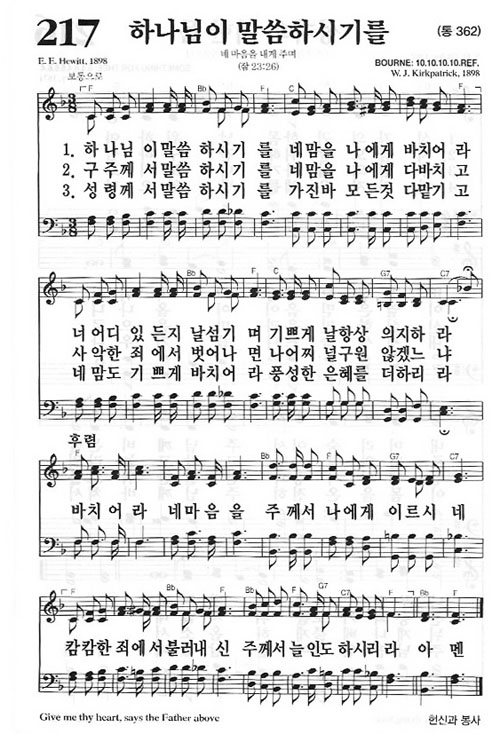 217 하나님이 말씀하시기를 (통 362)
네 마음을 내게 주며
(잠 23:26)
E. E. Hewitt, 1898
BOURNE: 10.10.10.10.REF.
W. J. Kirkpatrick, 1898
보통으로
F Bb F C F
1. 하 나님 이 말씀 하시기 를 네맘을 나 에게 바치어 라
2. 구 주께 서 말씀 하시기 를 네맘을 나 에게 다바치 고
3. 성 령께 서 말씀 하시기 를 가진바 모 든것 다맡기 고
Bb F C G7 C C7
너 어디 있 든지 날섬기 며 기쁘게 날항상 의지하 라
사 악한 죄 에서 벗어나 면 나어찌 널구원 않겠느 냐
네 맘도 기 쁘게 바치어 라 풍성한 은혜를 더하리 라
후렴
F Bb F G7 C7
바치 어 라 네마 음 을 주 께서 나에게 이르시 네
F Bb F Bb F G7 C7 F Bb F
캄캄한 죄에서불러내 신 주께서 늘인도 하시리 라 아 멘
Give me thy heart, says the Father above
헌신과 봉사